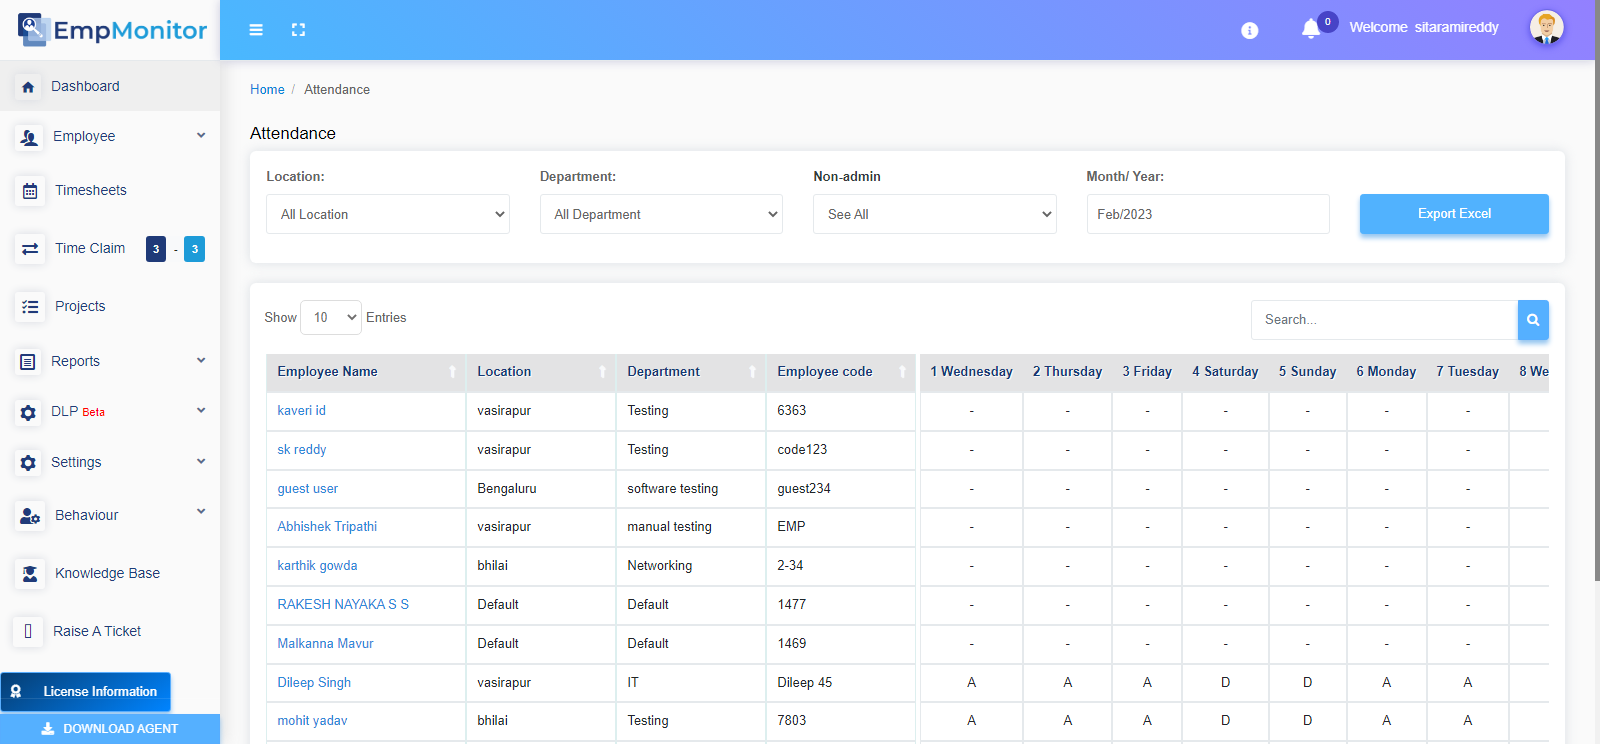 EmpMonitor
0
Welcome sitaramireddy
Dashboard
Employee
Timesheets
Time Claim 3 - 3
Projects
Reports
DLP Beta
Settings
Behaviour
Knowledge Base
Raise A Ticket
License Information
DOWNLOAD AGENT
Home / Attendance
Attendance
Location: Department: Non-admin Month/ Year:
All Location All Department See All Feb/2023 Export Excel
Show 10 Entries Search...
Employee Name Location Department Employee code 1 Wednesday 2 Thursday 3 Friday 4 Saturday 5 Sunday 6 Monday 7 Tuesday 8 We
kaveri id vasirapur Testing 6363 - - - - - - -
sk reddy vasirapur Testing code123 - - - - - - -
guest user Bengaluru software testing guest234 - - - - - - -
Abhishek Tripathi vasirapur manual testing EMP - - - - - - -
karthik gowda bhilai Networking 2-34 - - - - - - -
RAKESH NAYAKA S S Default Default 1477 - - - - - - -
Malkanna Mavur Default Default 1469 - - - - - - -
Dileep Singh vasirapur IT Dileep 45 A A A D D A A
mohit yadav bhilai Testing 7803 A A A D D A A